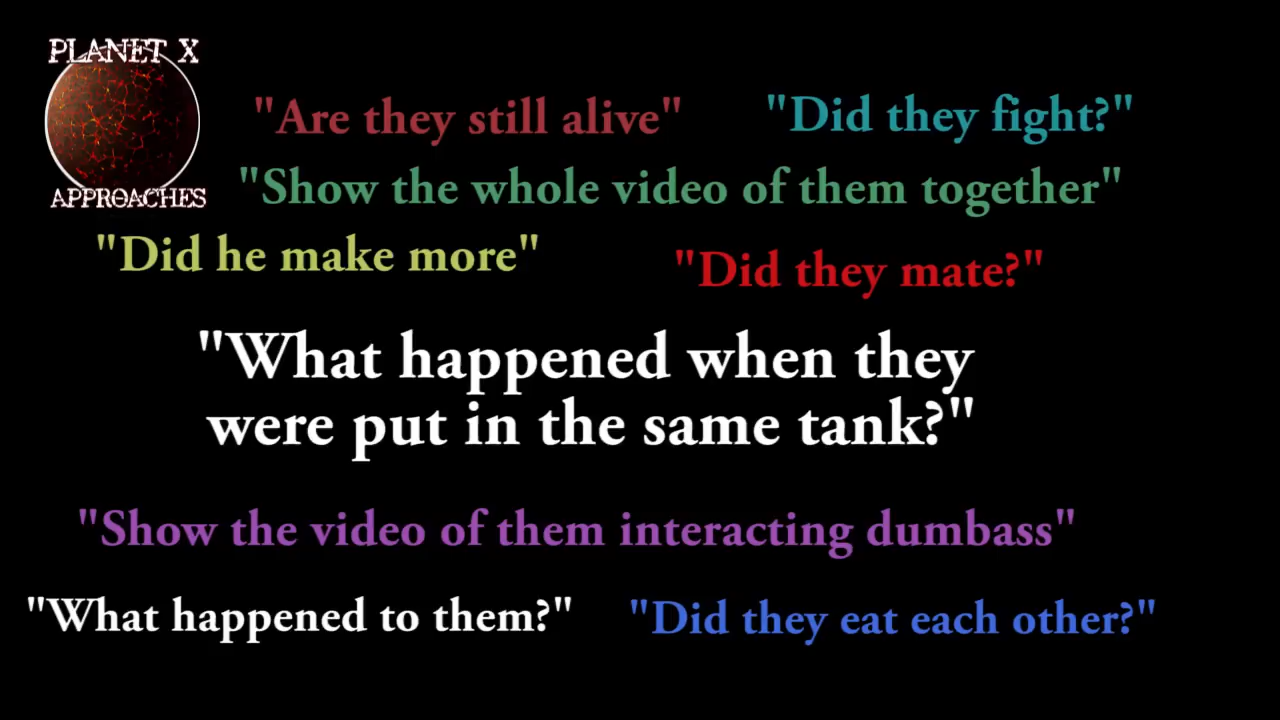 PLANET X
APPROACHES
"Are they still alive"
"Did they fight?"
"Show the whole video of them together"
"Did he make more"
"Did they mate?"
"What happened when they
were put in the same tank?"
"Show the video of them interacting dumbass"
"What happened to them?"
"Did they eat each other?"